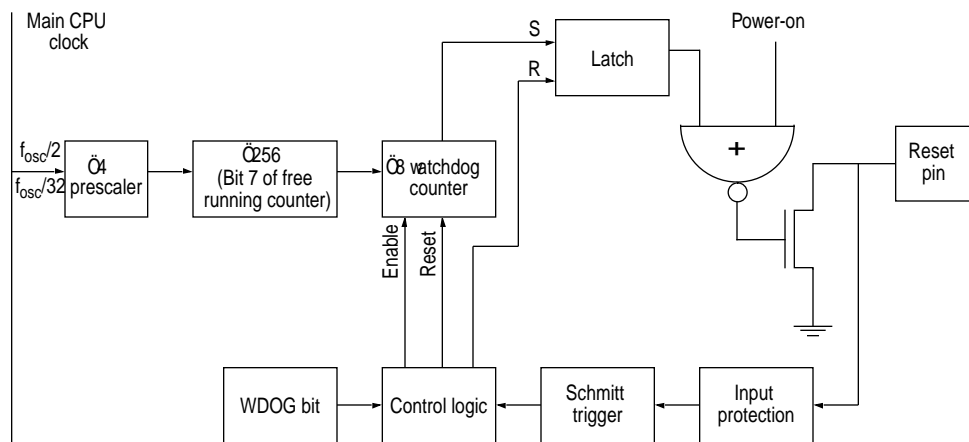 Main CPU
clock
S
R
Latch
Power-on
fosc/2
fosc/32
Ö4
prescaler
Ö256
(Bit 7 of free
running counter)
Ö8 watchdog
counter
+
Reset
pin
Enable
Reset
WDOG bit
Control logic
Schmitt
trigger
Input
protection